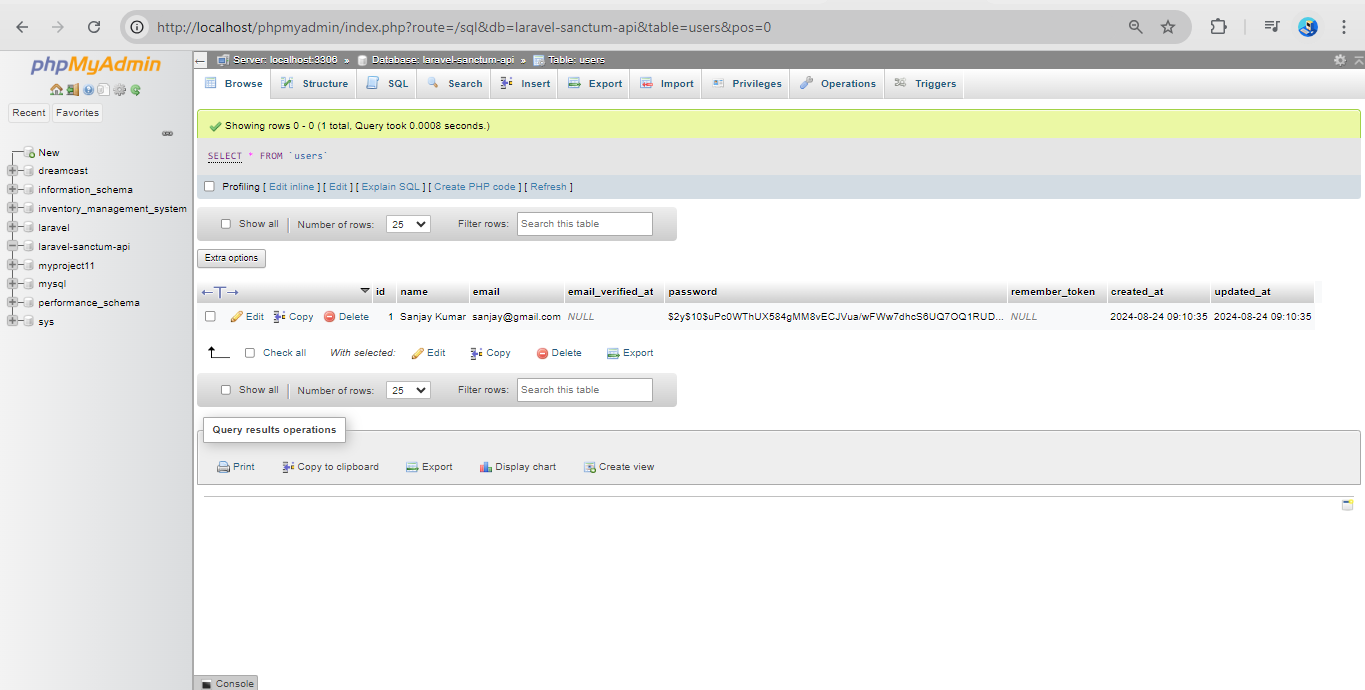 http://localhost/phpmyadmin/index.php?route=/sql&db=laravel-sanctum-api&table=users&pos=0
phpMyAdmin
Recent Favorites
New
dreamcast
information_schema
inventory_management_system
laravel
laravel-sanctum-api
myproject11
mysql
performance_schema
sys
Server: localhost:3306 » Database: laravel-sanctum-api » Table: users
Browse Structure SQL Search Insert Export Import Privileges Operations Triggers
Showing rows 0 - 0 (1 total, Query took 0.0008 seconds.)
SELECT * FROM `users`
Profiling [ Edit inline ] [ Edit ] [ Explain SQL ] [ Create PHP code ] [ Refresh ]
Show all Number of rows: 25 Filter rows: Search this table
Extra options
←T→ id name email email_verified_at password remember_token created_at updated_at
Edit Copy Delete 1 Sanjay Kumar sanjay@gmail.com NULL $2y$10$uPc0WThUX584gMM8vECJVua/wFWw7dhcS6UQ7OQ1RUD... NULL 2024-08-24 09:10:35 2024-08-24 09:10:35
Check all With selected: Edit Copy Delete Export
Show all Number of rows: 25 Filter rows: Search this table
Query results operations
Print Copy to clipboard Export Display chart Create view
Console